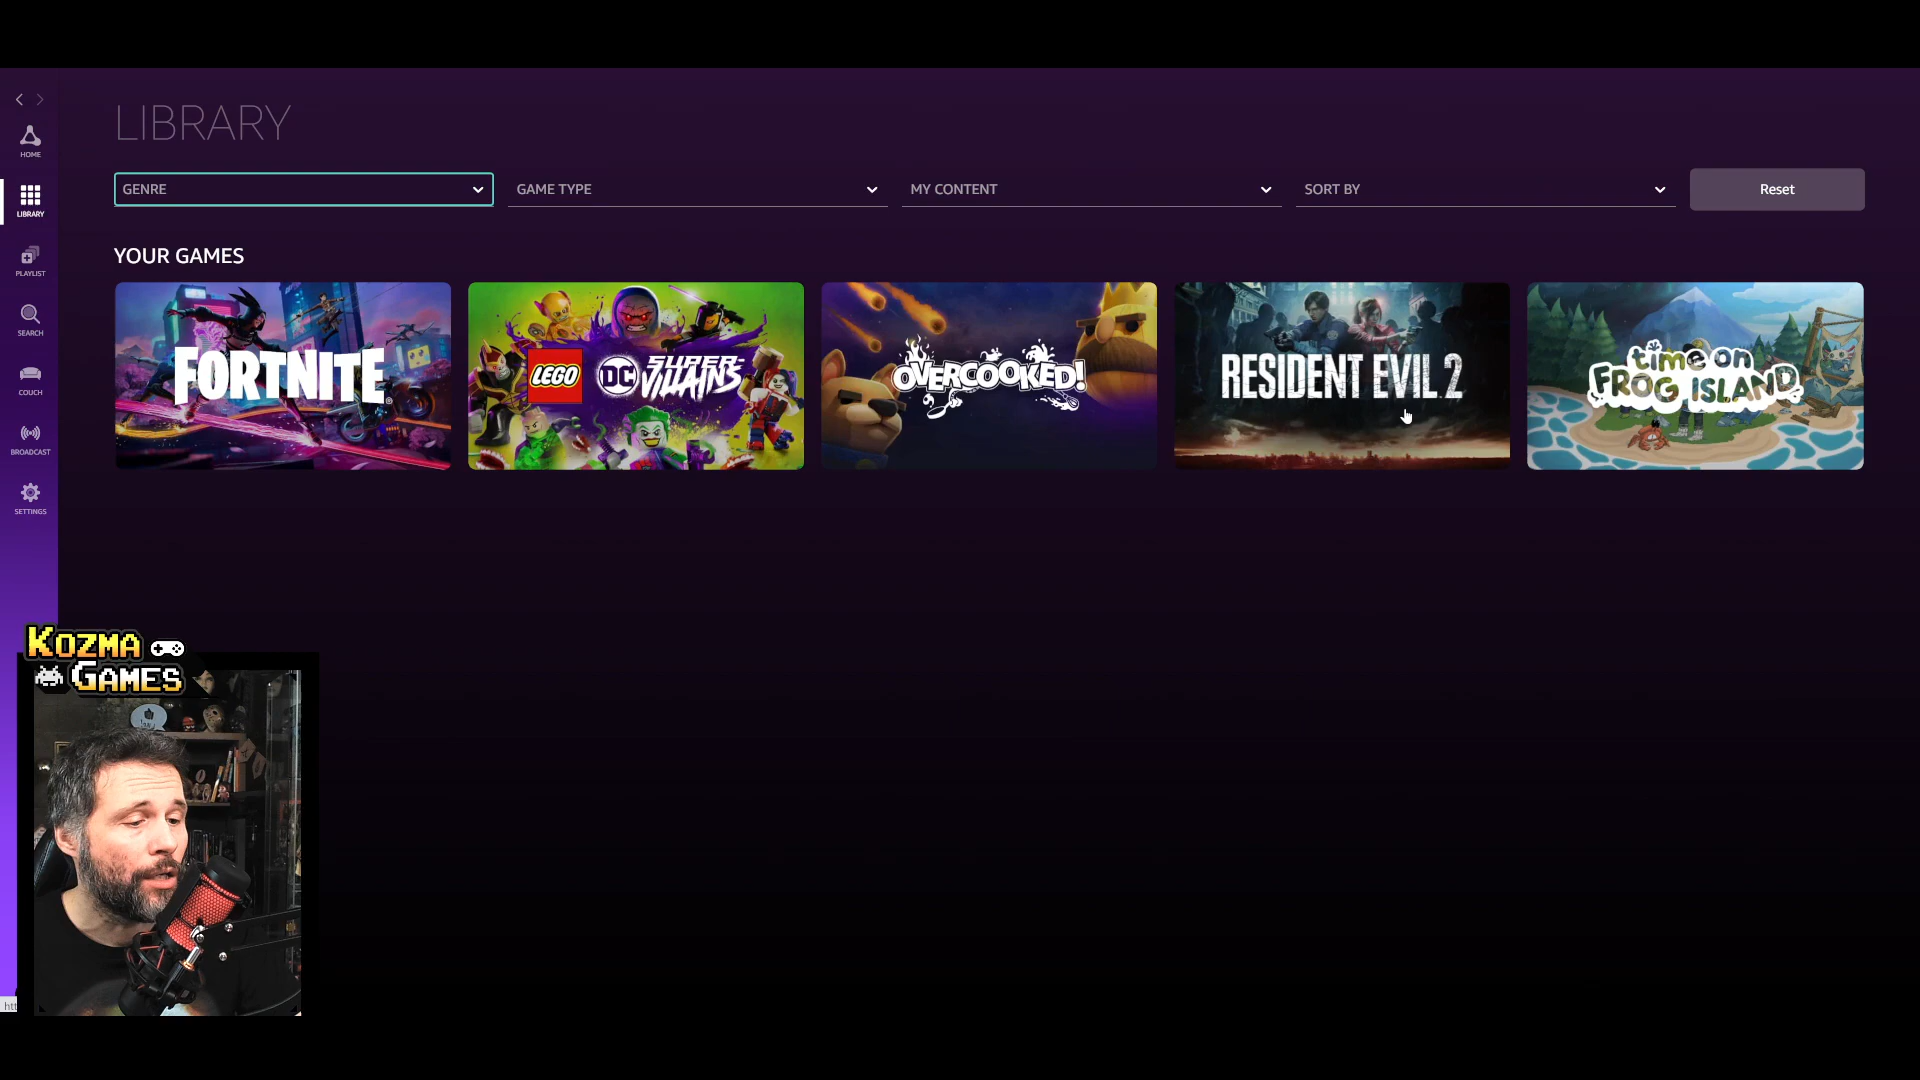 LIBRARY
GENRE
GAME TYPE
MY CONTENT
SORT BY
Reset
HOME
LIBRARY
PLAYLIST
SEARCH
COUCH
BROADCAST
SETTINGS
YOUR GAMES
FORTNITE
LEGO DC SUPER-VILLAINS
OVERCOOKED!
RESIDENT EVIL 2
time on FROG ISLAND
KOZMA
GAMES
htt